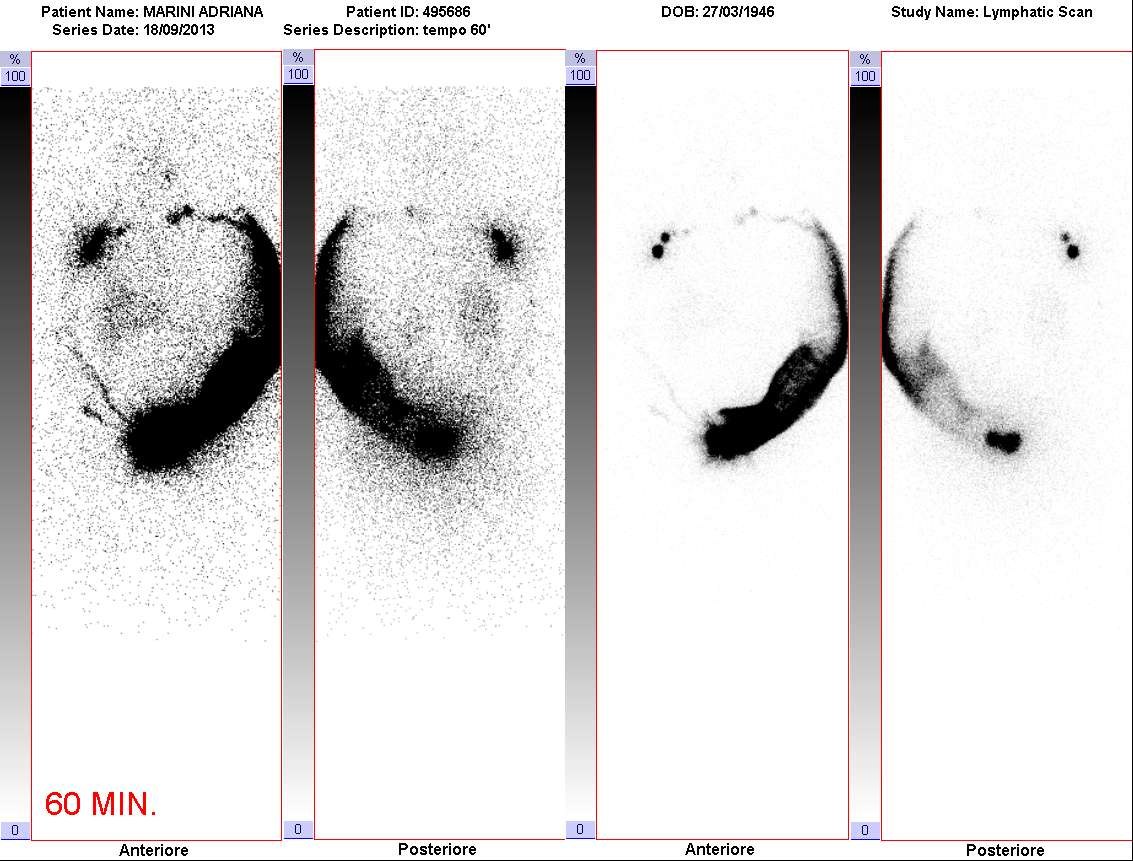 Patient Name: MARINI ADRIANA
Patient ID: 495686
DOB: 27/03/1946
Study Name: Lymphatic Scan
Series Date: 18/09/2013
Series Description: tempo 60'
% % % %
100 100 100 100
60 MIN.
0 0 0 0
Anteriore Posteriore Anteriore Posteriore